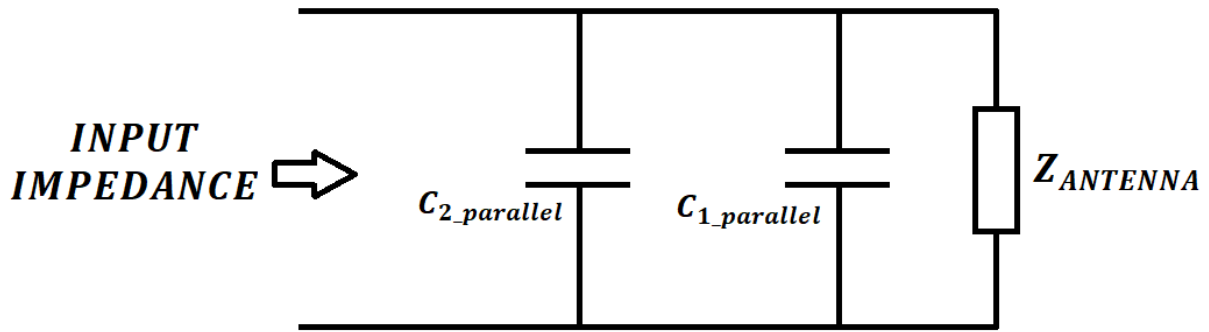 INPUT
IMPEDANCE
C2_parallel
C1_parallel
ZANTENNA